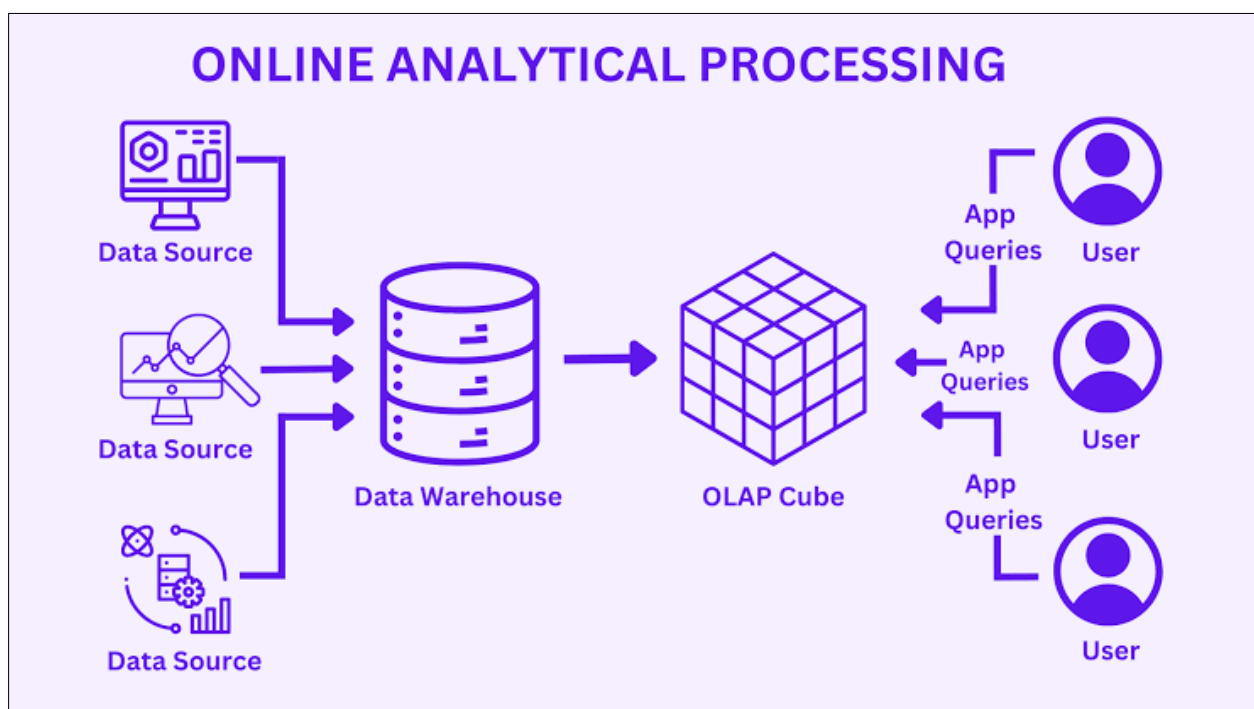 ONLINE ANALYTICAL PROCESSING
Data Source
Data Source
Data Source
Data Warehouse
OLAP Cube
App
Queries
User
App
Queries
User
App
Queries
User